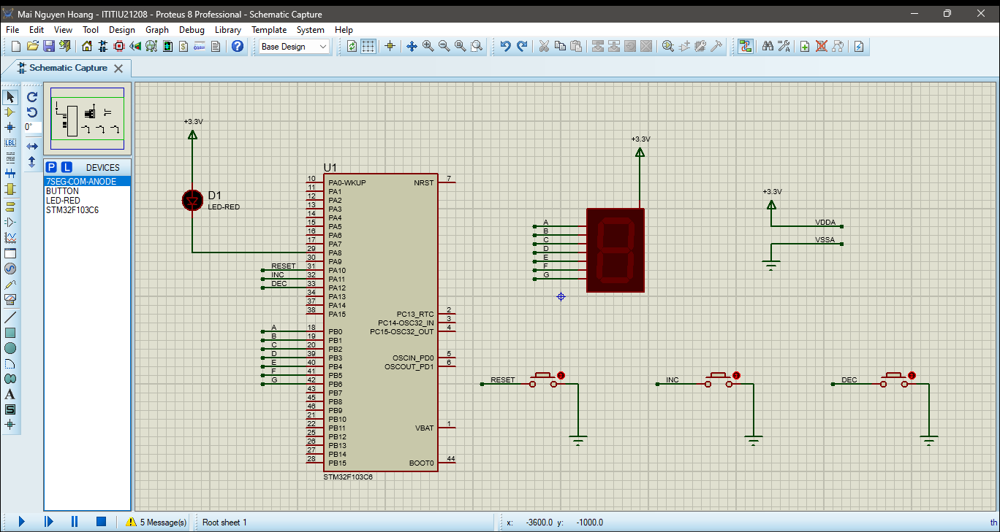 Mai Nguyen Hoang - ITITIU21208 - Proteus 8 Professional - Schematic Capture
File Edit View Tool Design Graph Debug Library Template System Help
Base Design
Schematic Capture
0°
P L DEVICES
7SEG-COM-ANODE
BUTTON
LED-RED
STM32F103C6
LBL
A
S
+3.3V
D1
LED-RED
U1
10 PA0-WKUP NRST 7
11 PA1
12 PA2
13 PA3
14 PA4
15 PA5
16 PA6
17 PA7
29 PA8
30 PA9
RESET 31 PA10
INC 32 PA11
DEC 33 PA12
34 PA13
37 PA14
38 PA15 PC13_RTC 2
PC14-OSC32_IN 3
A 18 PB0 PC15-OSC32_OUT 4
B 19 PB1
C 20 PB2
D 39 PB3 OSCIN_PD0 5
E 40 PB4 OSCOUT_PD1 6
F 41 PB5
G 42 PB6
43 PB7
45 PB8
46 PB9
21 PB10
22 PB11 VBAT 1
25 PB12
26 PB13
27 PB14
28 PB15 BOOT0 44
STM32F103C6
+3.3V
A
B
C
D
E
F
G
+3.3V
VDDA
VSSA
RESET
INC
DEC
5 Message(s) Root sheet 1 x: -3600.0 y: -1000.0 th